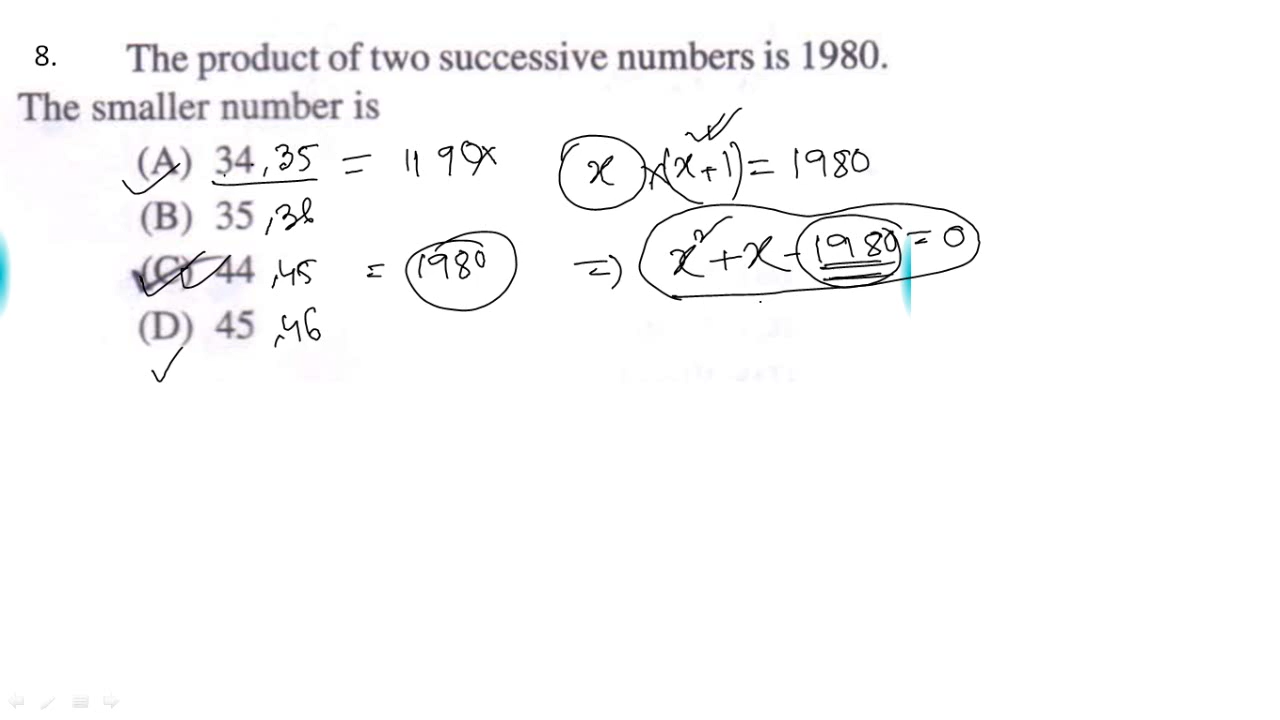 8. The product of two successive numbers is 1980.
The smaller number is
(A) 34 ,35 = 1190 x
(B) 35 ,36
(C) 44 ,45 = 1980
(D) 45 ,46
x × (x+1) = 1980
=> x² + x - 1980 = 0